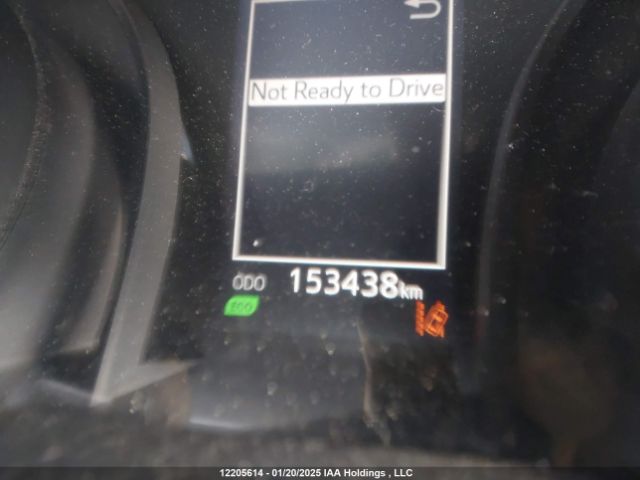 Not Ready to Drive
ODO 153438km
ECO
12205614 - 01/20/2025 IAA Holdings , LLC